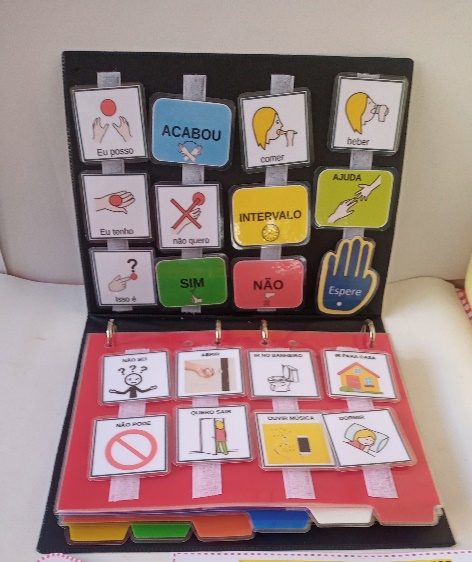 Eu posso
ACABOU
comer
beber
Eu tenho
não quero
INTERVALO
AJUDA
?
Isso é
SIM
NÃO
Espere
NÃO SEI
ABRIR
IR NO BANHEIRO
IR PARA CASA
???
NÃO PODE
QUERO SAIR
OUVIR MÚSICA
DORMIR